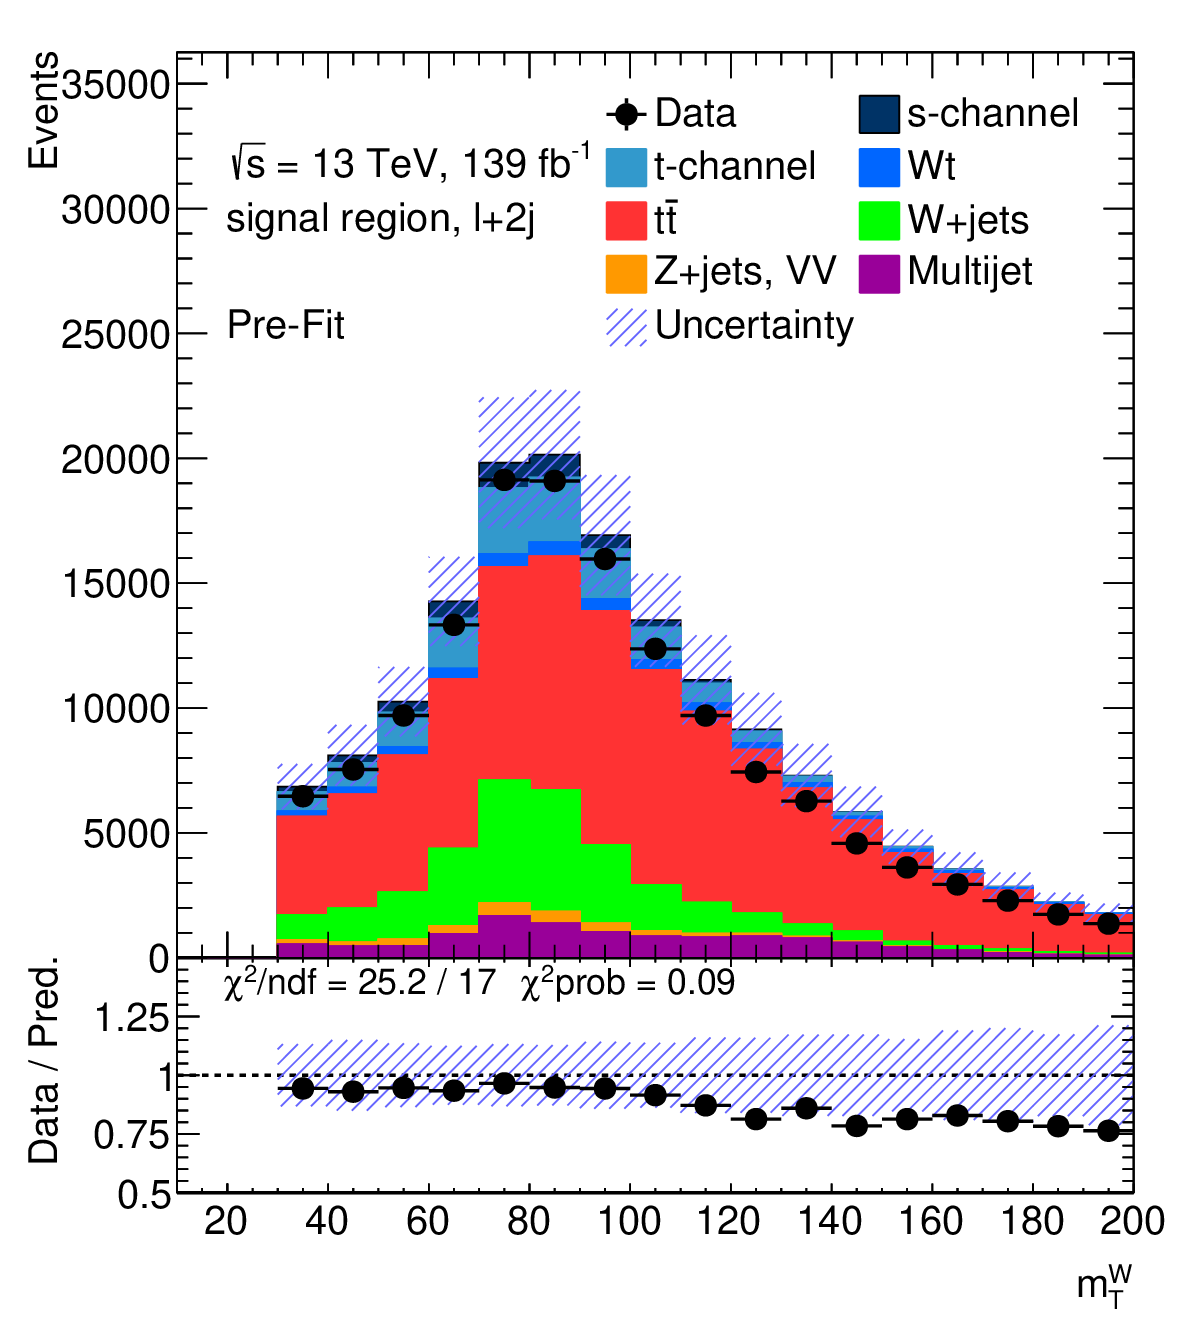 Events
35000
30000
25000
20000
15000
10000
5000
0
√s = 13 TeV, 139 fb⁻¹
signal region, l+2j
Pre-Fit
Data
s-channel
t-channel
Wt
tt̄
W+jets
Z+jets, VV
Multijet
Uncertainty
χ²/ndf = 25.2 / 17 χ²prob = 0.09
Data / Pred.
1.25
1
0.75
0.5
20 40 60 80 100 120 140 160 180 200
m_T^W